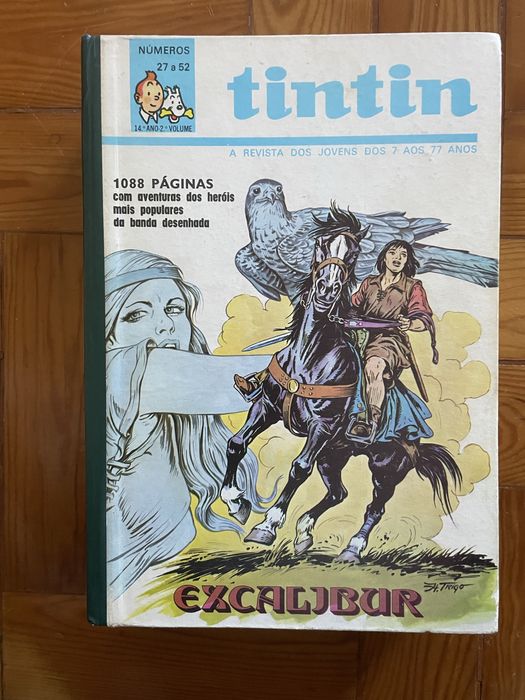 NÚMEROS
27 a 52
14.º ANO-2.º VOLUME
tintin
A REVISTA DOS JOVENS DOS 7 AOS 77 ANOS
1088 PÁGINAS
com aventuras dos heróis
mais populares
da banda desenhada
EXCALIBUR